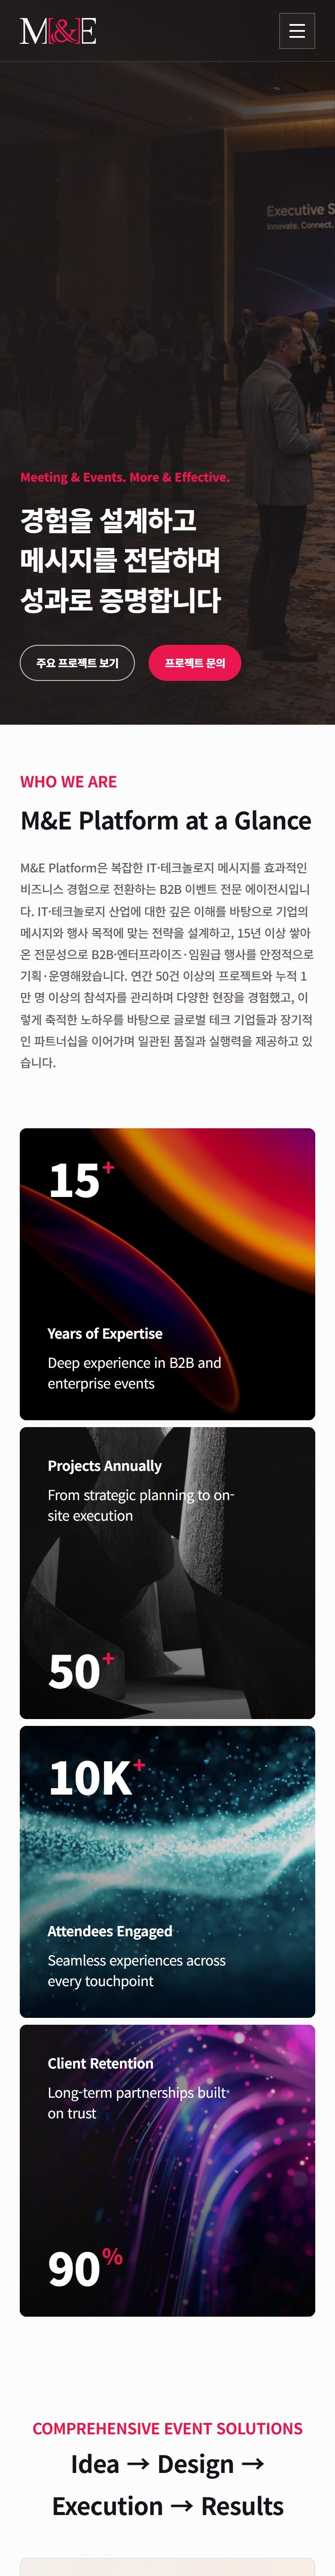 M&E
Executive S
Innovate. Connect.
Meeting & Events. More & Effective.
경험을 설계하고
메시지를 전달하며
성과로 증명합니다
주요 프로젝트 보기
프로젝트 문의
WHO WE ARE
M&E Platform at a Glance
M&E Platform은 복잡한 IT·테크놀로지 메시지를 효과적인
비즈니스 경험으로 전환하는 B2B 이벤트 전문 에이전시입니
다. IT·테크놀로지 산업에 대한 깊은 이해를 바탕으로 기업의
메시지와 행사 목적에 맞는 전략을 설계하고, 15년 이상 쌓아
온 전문성으로 B2B·엔터프라이즈·임원급 행사를 안정적으로
기획·운영해왔습니다. 연간 50건 이상의 프로젝트와 누적 1
만 명 이상의 참석자를 관리하며 다양한 현장을 경험했고, 이
렇게 축적한 노하우를 바탕으로 글로벌 테크 기업들과 장기적
인 파트너십을 이어가며 일관된 품질과 실행력을 제공하고 있
습니다.
15+
Years of Expertise
Deep experience in B2B and
enterprise events
Projects Annually
From strategic planning to on-
site execution
50+
10K+
Attendees Engaged
Seamless experiences across
every touchpoint
Client Retention
Long-term partnerships built
on trust
90%
COMPREHENSIVE EVENT SOLUTIONS
Idea → Design →
Execution → Results